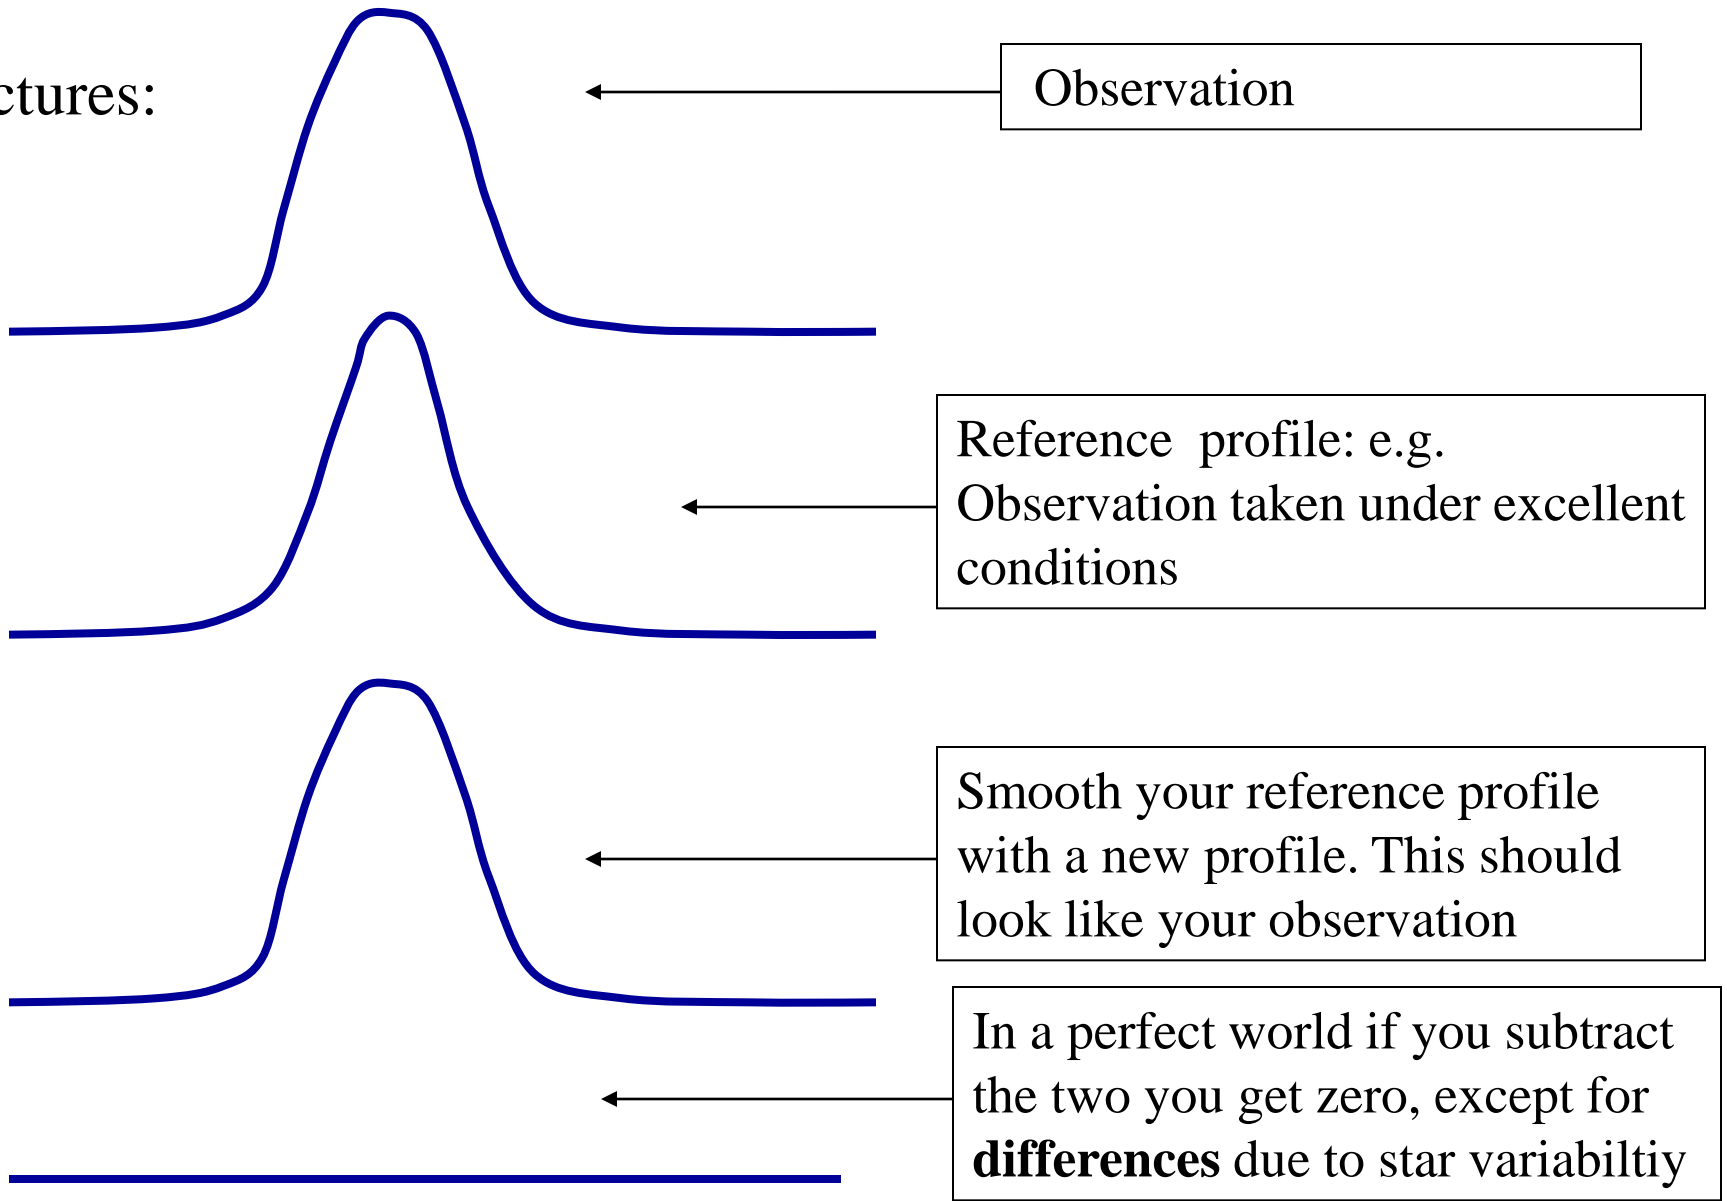 ctures:
Observation
Reference profile: e.g.
Observation taken under excellent
conditions
Smooth your reference profile
with a new profile. This should
look like your observation
In a perfect world if you subtract
the two you get zero, except for
differences due to star variabiltiy